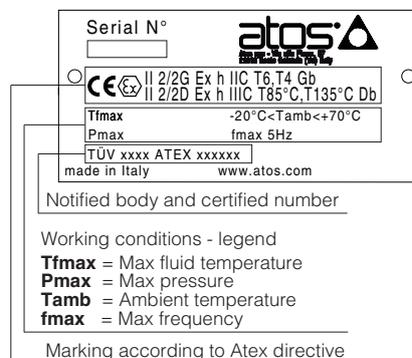 Serial N°
atos
II 2/2G Ex h IIC T6,T4 Gb
CE Ex II 2/2D Ex h IIIC T85°C,T135°C Db
Tfmax -20°C<Tamb<+70°C
Pmax fmax 5Hz
TÜV xxxx ATEX xxxxxx
made in Italy www.atos.com
Notified body and certified number
Working conditions - legend
Tfmax = Max fluid temperature
Pmax = Max pressure
Tamb = Ambient temperature
fmax = Max frequency
Marking according to Atex directive